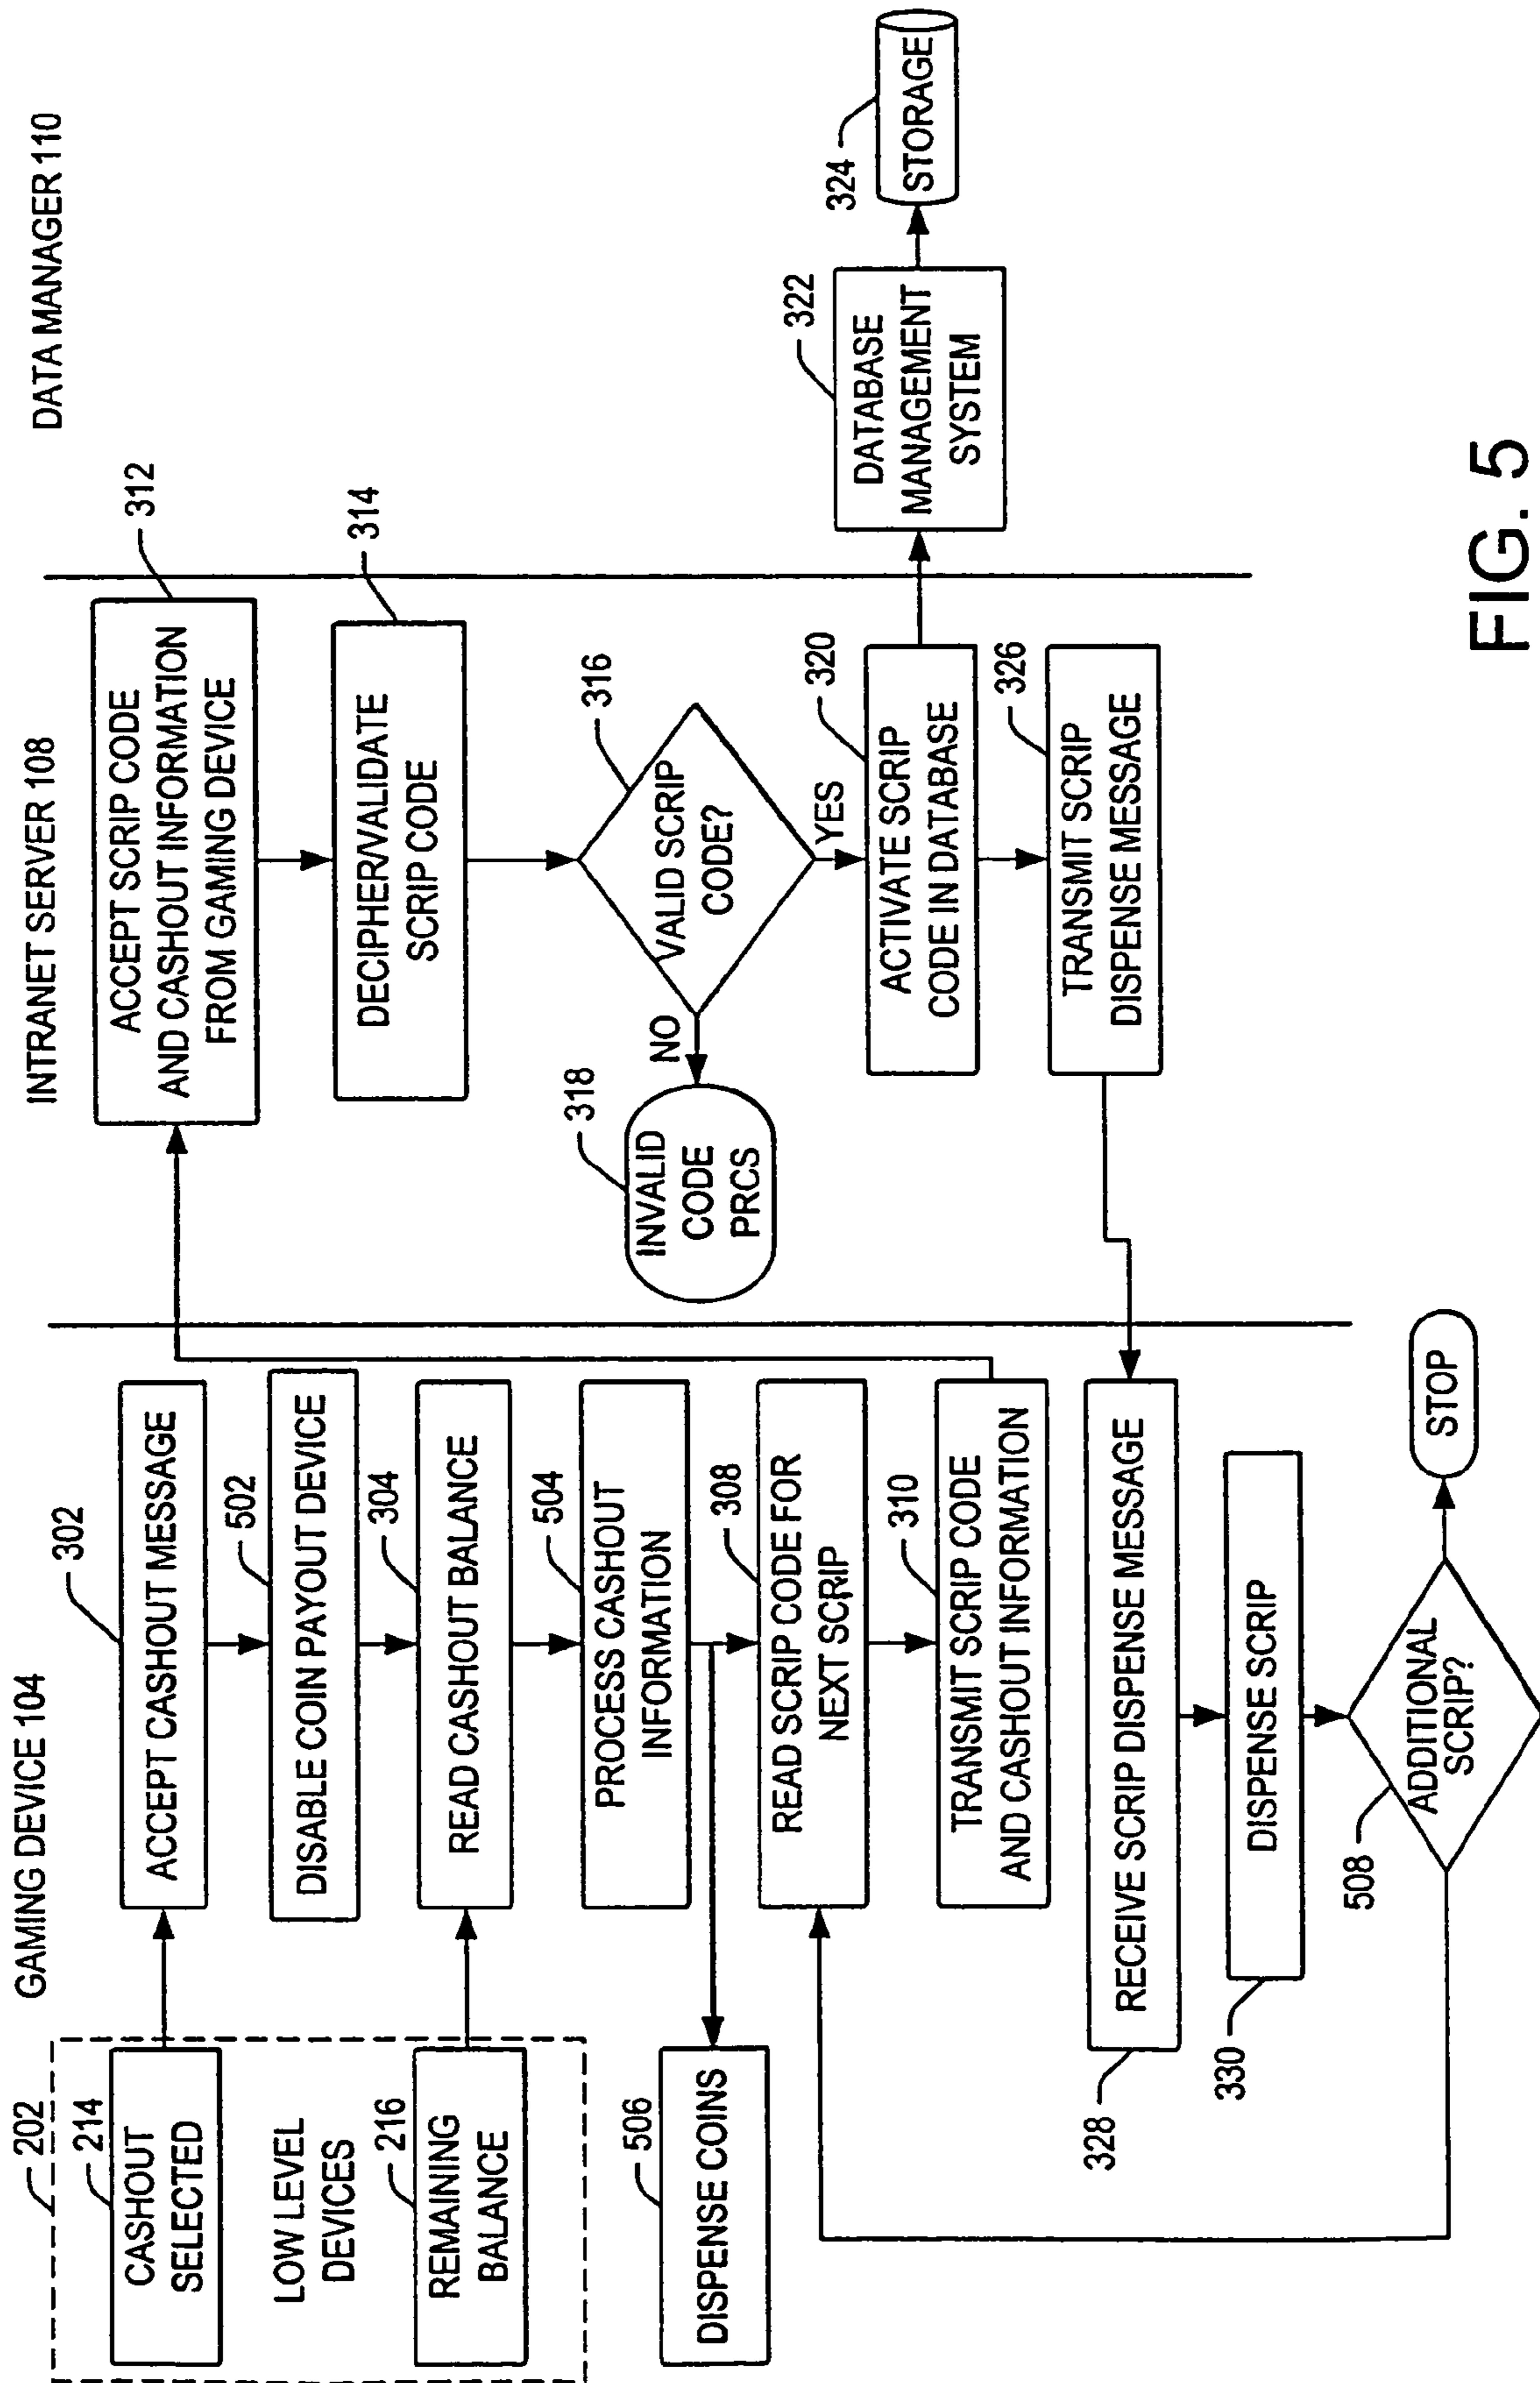 GAMING DEVICE 104
INTRANET SERVER 108
DATA MANAGER 110
202
214
CASHOUT
SELECTED
LOW LEVEL
DEVICES
216
REMAINING
BALANCE
506
DISPENSE COINS
302
ACCEPT CASHOUT MESSAGE
502
DISABLE COIN PAYOUT DEVICE
304
READ CASHOUT BALANCE
504
PROCESS CASHOUT
INFORMATION
308
READ SCRIP CODE FOR
NEXT SCRIP
310
TRANSMIT SCRIP CODE
AND CASHOUT INFORMATION
RECEIVE SCRIP DISPENSE MESSAGE
328
DISPENSE SCRIP
330
ADDITIONAL
SCRIP?
508
STOP
312
ACCEPT SCRIP CODE
AND CASHOUT INFORMATION
FROM GAMING DEVICE
314
DECIPHER/VALIDATE
SCRIP CODE
316
VALID SCRIP
CODE?
NO
YES
318
INVALID
CODE
PRCS
320
ACTIVATE SCRIP
CODE IN DATABASE
326
TRANSMIT SCRIP
DISPENSE MESSAGE
322
DATABASE
MANAGEMENT
SYSTEM
324
STORAGE
FIG. 5